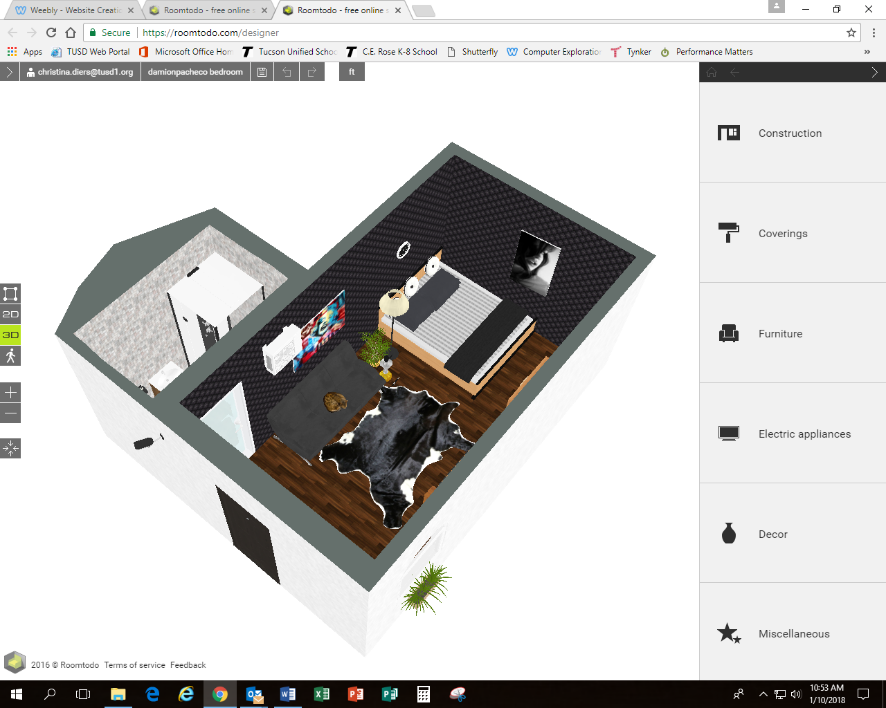 Weebly - Website Creatic
Roomtodo - free online s
Roomtodo - free online s
Secure
https://roomtodo.com/designer
Apps
TUSD Web Portal
Microsoft Office Hom
Tucson Unified Schoo
C.E. Rose K-8 School
Shutterfly
Computer Exploration
Tynker
Performance Matters
christina.diers@tusd1.org
damionpacheco bedroom
ft
Construction
Coverings
Furniture
2D
3D
Electric appliances
Decor
Miscellaneous
2016 © Roomtodo Terms of service Feedback
10:53 AM
1/10/2018